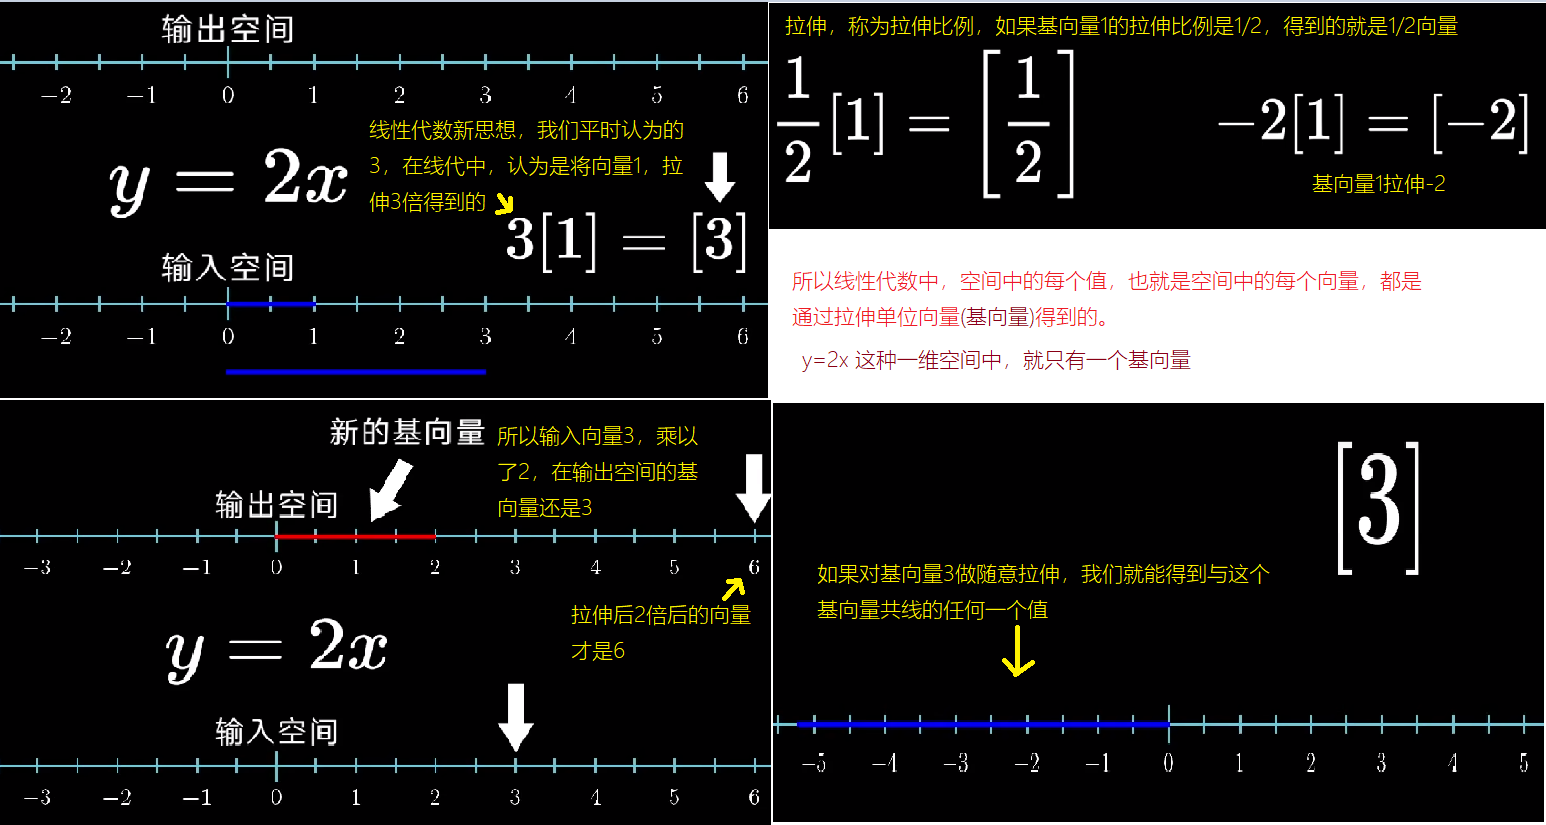 输出空间
−2 −1 0 1 2 3 4 5 6
线性代数新思想，我们平时认为的
3，在线代中，认为是将向量1，拉
伸3倍得到的
y = 2x
3[1] = [3]
输入空间
−2 −1 0 1 2 3 4 5 6
拉伸，称为拉伸比例，如果基向量1的拉伸比例是1/2，得到的就是1/2向量
1/2[1] = [1/2]
−2[1] = [−2]
基向量1拉伸-2
所以线性代数中，空间中的每个值，也就是空间中的每个向量，都是
通过拉伸单位向量(基向量)得到的。
y=2x 这种一维空间中，就只有一个基向量
新的基向量
所以输入向量3，乘以
了2，在输出空间的基
向量还是3
输出空间
−3 −2 −1 0 1 2 3 4 5 6
拉伸后2倍后的向量
才是6
y = 2x
输入空间
−3 −2 −1 0 1 2 3 4 5 6
[3]
如果对基向量3做随意拉伸，我们就能得到与这个
基向量共线的任何一个值
−5 −4 −3 −2 −1 0 1 2 3 4 5